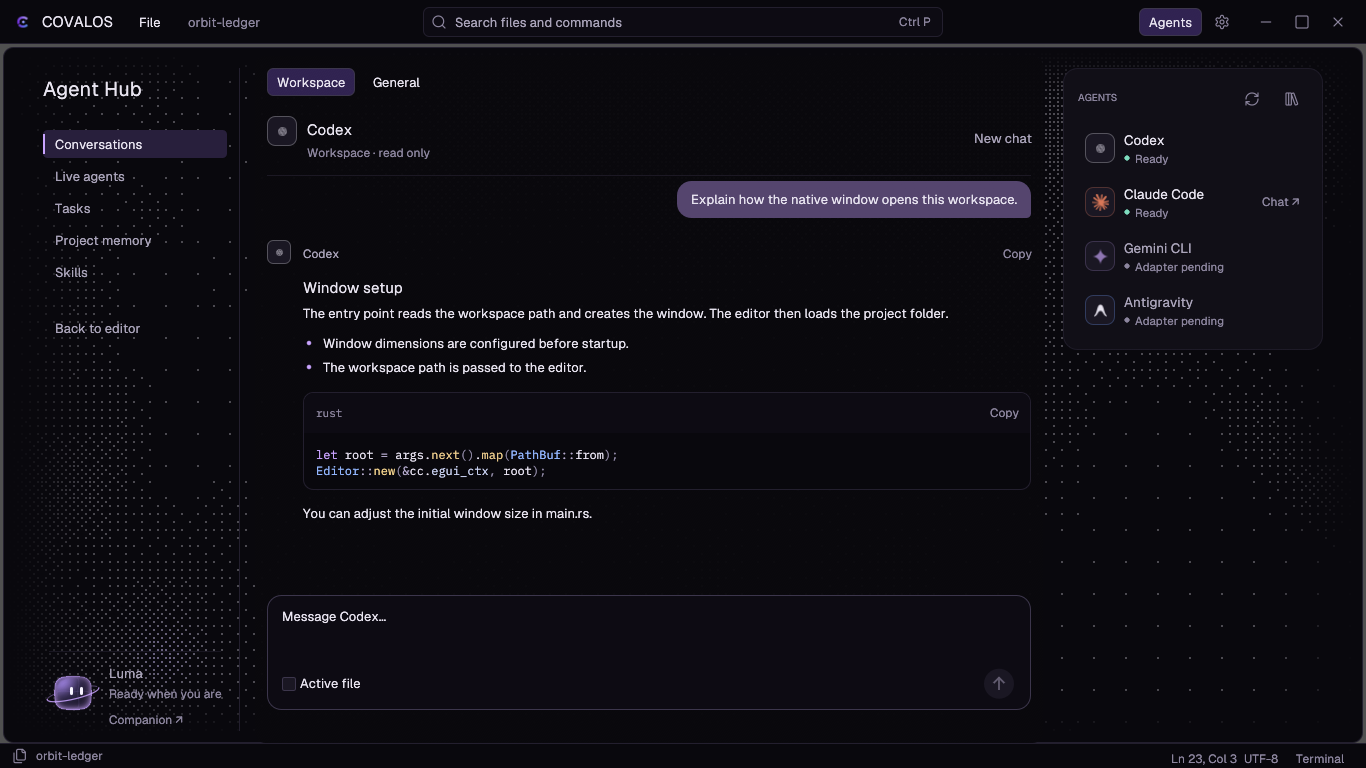 COVALOS File orbit-ledger Search files and commands Ctrl P Agents
Agent Hub
Conversations
Live agents
Tasks
Project memory
Skills
Back to editor
Luma
Ready when you are
Companion ↗
Workspace General
Codex
Workspace · read only
New chat
Explain how the native window opens this workspace.
Codex Copy
Window setup
The entry point reads the workspace path and creates the window. The editor then loads the project folder.
• Window dimensions are configured before startup.
• The workspace path is passed to the editor.
rust Copy
let root = args.next().map(PathBuf::from);
Editor::new(&cc.egui_ctx, root);
You can adjust the initial window size in main.rs.
Message Codex…
Active file
AGENTS
Codex
Ready
Claude Code
Ready
Chat ↗
Gemini CLI
Adapter pending
Antigravity
Adapter pending
orbit-ledger Ln 23, Col 3 UTF-8 Terminal